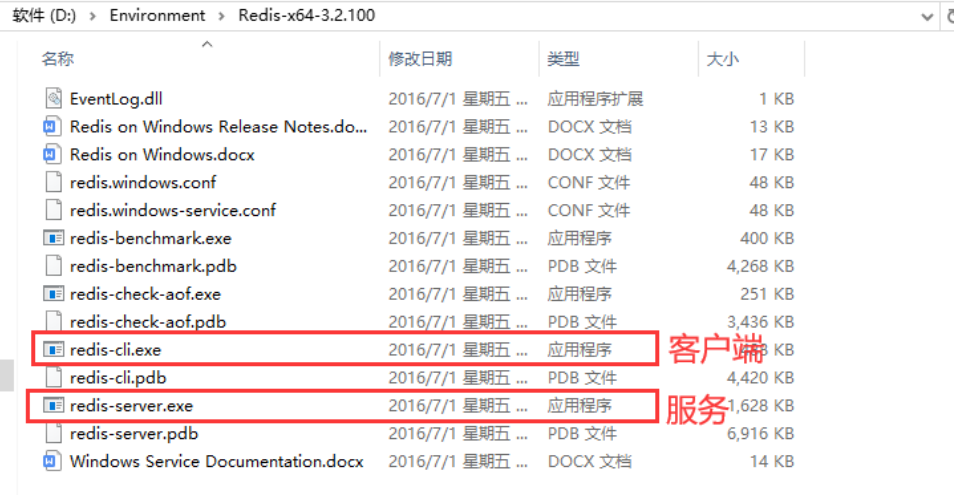 软件 (D:) › Environment › Redis-x64-3.2.100
名称 修改日期 类型 大小
EventLog.dll 2016/7/1 星期五 ... 应用程序扩展 1 KB
Redis on Windows Release Notes.do... 2016/7/1 星期五 ... DOCX 文档 13 KB
Redis on Windows.docx 2016/7/1 星期五 ... DOCX 文档 17 KB
redis.windows.conf 2016/7/1 星期五 ... CONF 文件 48 KB
redis.windows-service.conf 2016/7/1 星期五 ... CONF 文件 48 KB
redis-benchmark.exe 2016/7/1 星期五 ... 应用程序 400 KB
redis-benchmark.pdb 2016/7/1 星期五 ... PDB 文件 4,268 KB
redis-check-aof.exe 2016/7/1 星期五 ... 应用程序 251 KB
redis-check-aof.pdb 2016/7/1 星期五 ... PDB 文件 3,436 KB
redis-cli.exe 2016/7/1 星期五 ... 应用程序 客户端 KB
redis-cli.pdb 2016/7/1 星期五 ... PDB 文件 4,420 KB
redis-server.exe 2016/7/1 星期五 ... 应用程序 服务 1,628 KB
redis-server.pdb 2016/7/1 星期五 ... PDB 文件 6,916 KB
Windows Service Documentation.docx 2016/7/1 星期五 ... DOCX 文档 14 KB